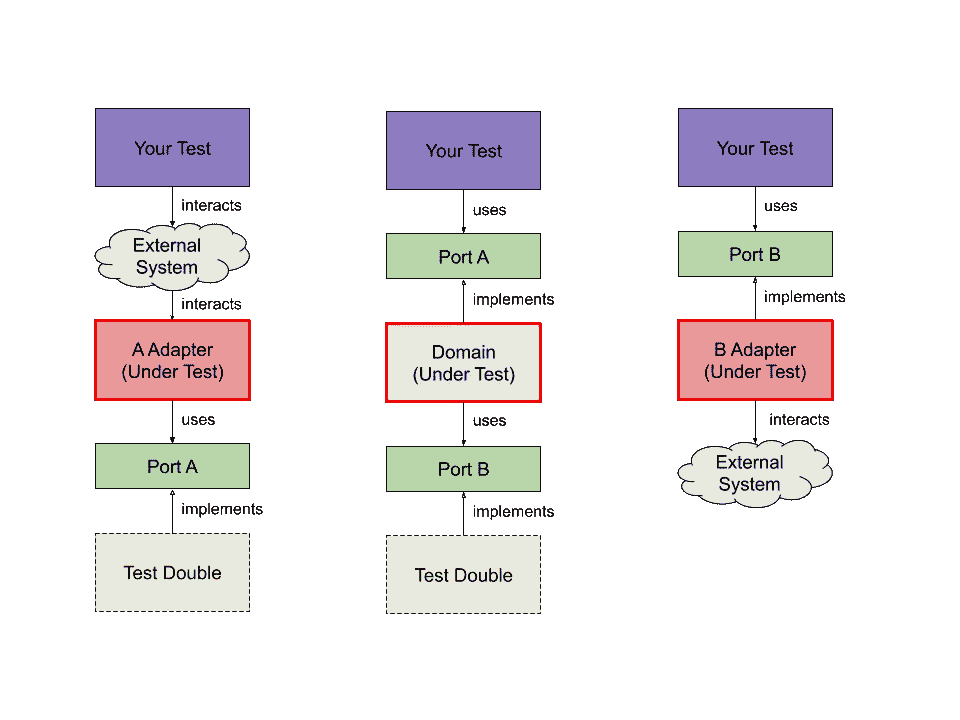 Your Test
interacts
External
System
interacts
A Adapter
(Under Test)
uses
Port A
implements
Test Double
Your Test
uses
Port A
implements
Domain
(Under Test)
uses
Port B
implements
Test Double
Your Test
uses
Port B
implements
B Adapter
(Under Test)
interacts
External
System